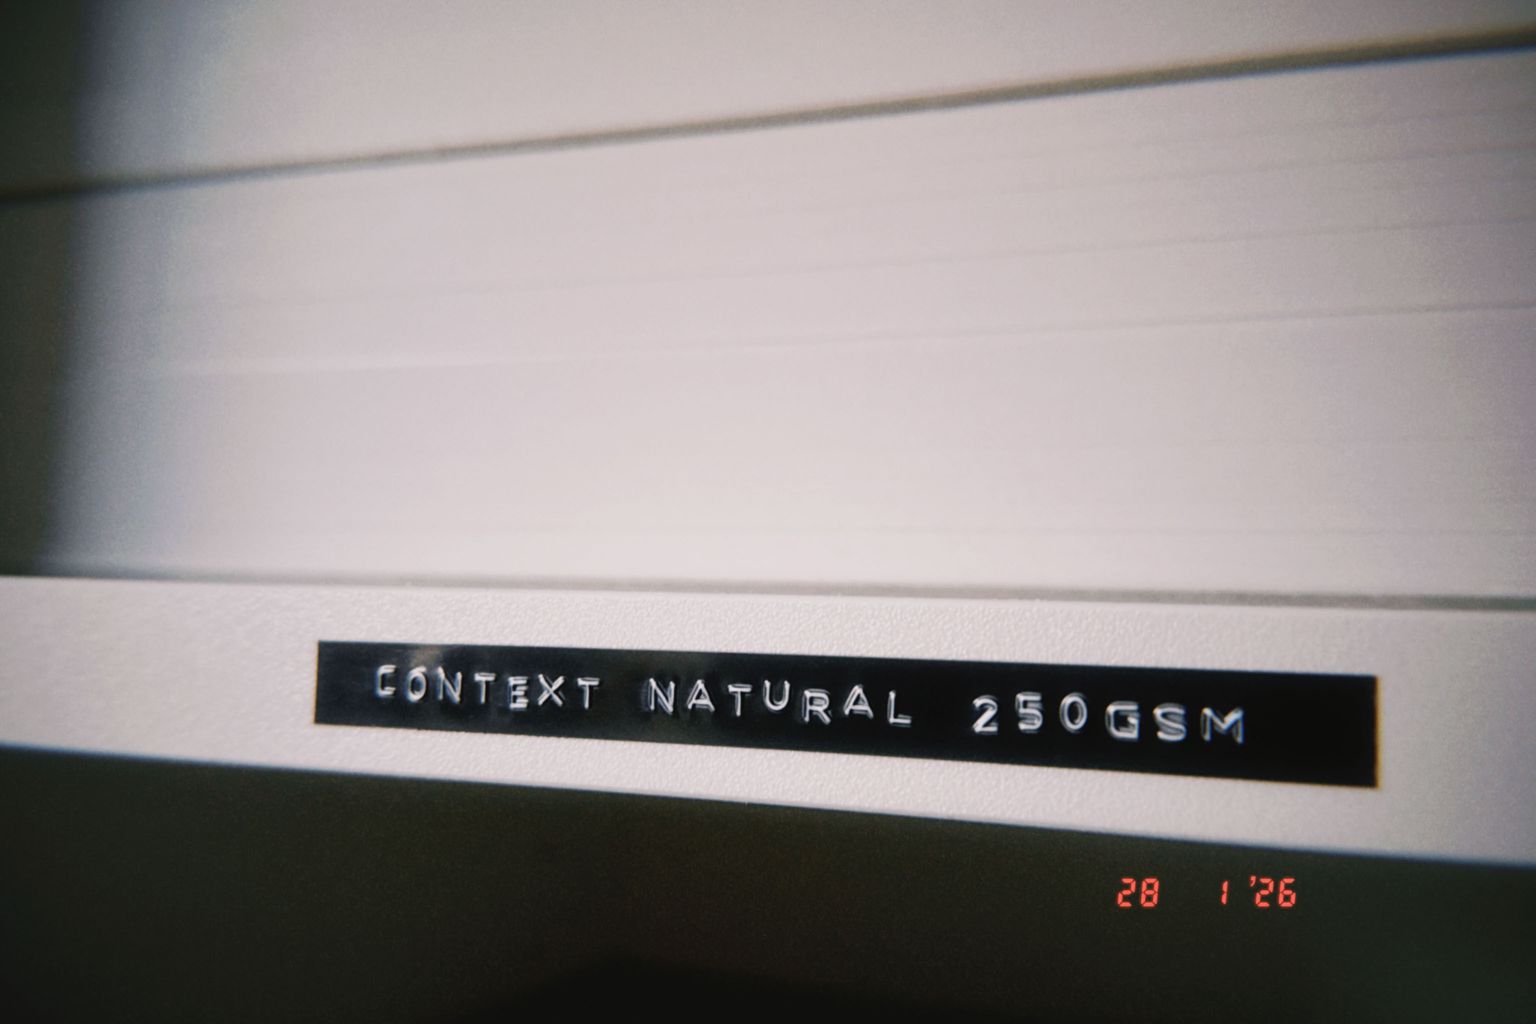 CONTEXT NATURAL 250GSM
28 1 '26